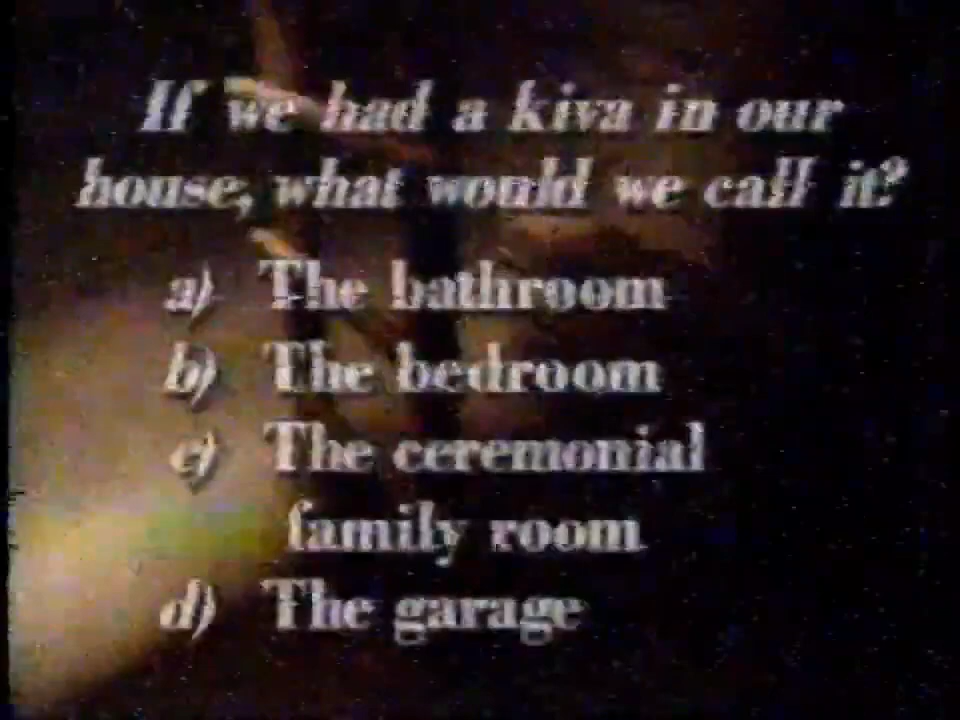 If we had a kiva in our
house, what would we call it?
a) The bathroom
b) The bedroom
c) The ceremonial
family room
d) The garage